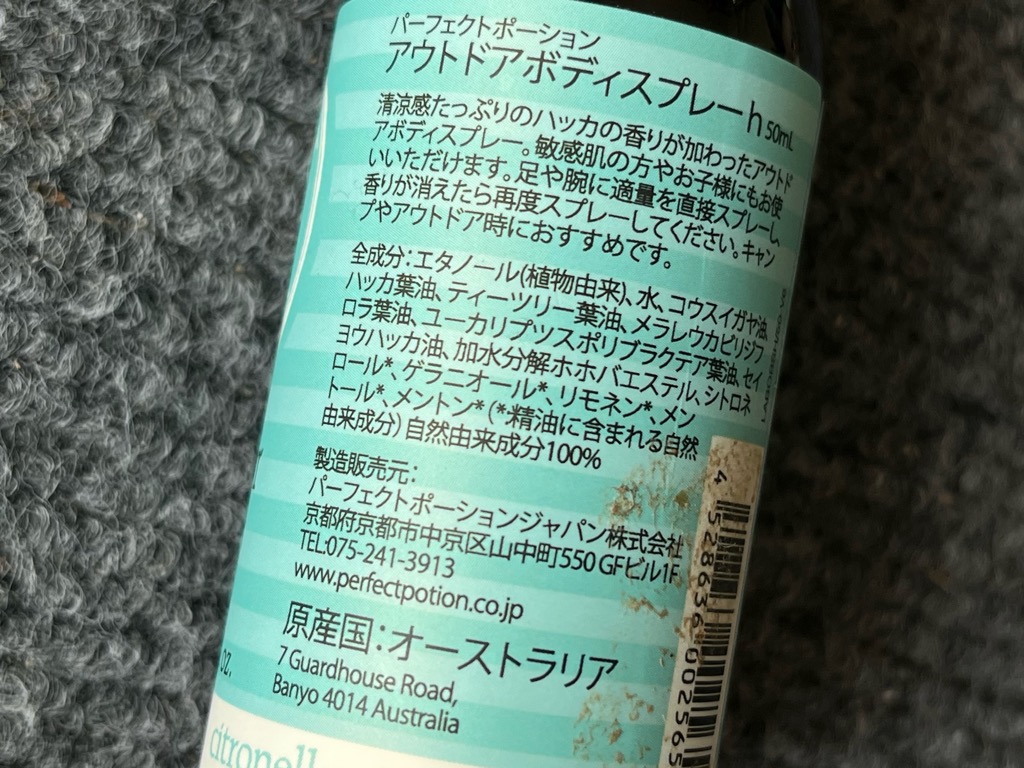 パーフェクトポーション
アウトドアボディスプレーh 50mL
清涼感たっぷりのハッカの香りが加わったアウトド
アボディスプレー。敏感肌の方やお子様にもお使
いいただけます。足や腕に適量を直接スプレーし、
香りが消えたら再度スプレーしてください。キャン
プやアウトドア時におすすめです。
全成分：エタノール(植物由来)、水、コウスイガヤ油、
ハッカ葉油、ティーツリー葉油、メラレウカビリジフ
ロラ葉油、ユーカリプツスポリブラクテア葉油、セイ
ヨウハッカ油、加水分解ホホバエステル、シトロネ
ロール*、ゲラニオール*、リモネン*、メン
トール*、メントン* (*精油に含まれる自然
由来成分) 自然由来成分100%
製造販売元：
パーフェクトポーションジャパン株式会社
京都府京都市中京区山中町550 GFビル1F
TEL:075-241-3913
www.perfectpotion.co.jp
原産国：オーストラリア
7 Guardhouse Road,
Banyo 4014 Australia
4 528636 002565
oz.
citronell